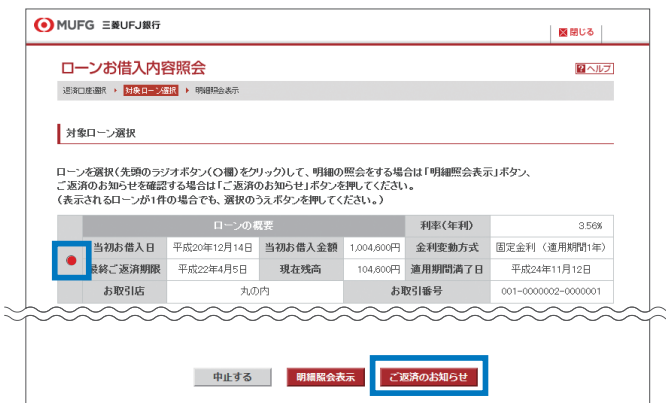 MUFG 三菱UFJ銀行
閉じる
ローンお借入内容照会
?ヘルプ
返済口座選択 ▶ 対象ローン選択 ▶ 明細照会表示
対象ローン選択
ローンを選択(先頭のラジオボタン(○欄)をクリック)して、明細の照会をする場合は「明細照会表示」ボタン、
ご返済のお知らせを確認する場合は「ご返済のお知らせ」ボタンを押してください。
(表示されるローンが1件の場合でも、選択のうえボタンを押してください。)
ローンの概要 利率(年利) 3.56%
当初お借入日 平成20年12月14日 当初お借入金額 1,004,600円 金利変動方式 固定金利 (適用期間1年)
最終ご返済期限 平成22年4月5日 現在残高 104,600円 適用期間満了日 平成24年11月12日
お取引店 丸の内 お取引番号 001-0000002-0000001
中止する 明細照会表示 ご返済のお知らせ